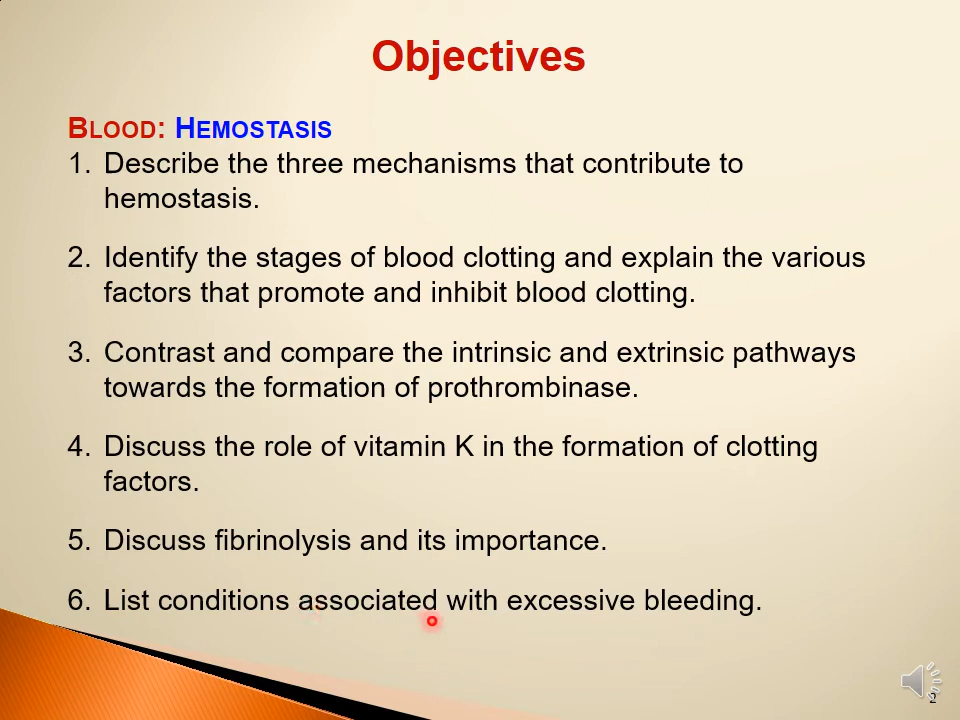 Objectives
BLOOD: HEMOSTASIS
1. Describe the three mechanisms that contribute to
hemostasis.
2. Identify the stages of blood clotting and explain the various
factors that promote and inhibit blood clotting.
3. Contrast and compare the intrinsic and extrinsic pathways
towards the formation of prothrombinase.
4. Discuss the role of vitamin K in the formation of clotting
factors.
5. Discuss fibrinolysis and its importance.
6. List conditions associated with excessive bleeding.
2